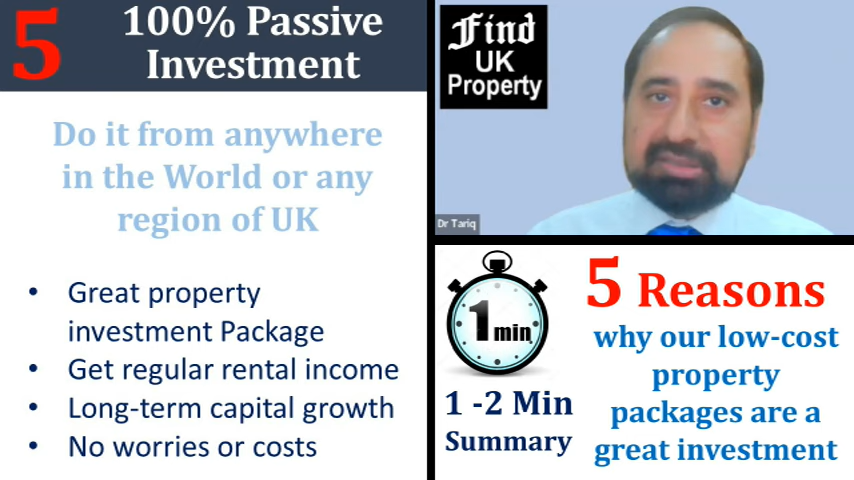 5
100% Passive
Investment
Do it from anywhere
in the World or any
region of UK
• Great property
investment Package
• Get regular rental income
• Long-term capital growth
• No worries or costs
Find
UK
Property
Dr Tariq
1 min
1 -2 Min
Summary
5 Reasons
why our low-cost
property
packages are a
great investment